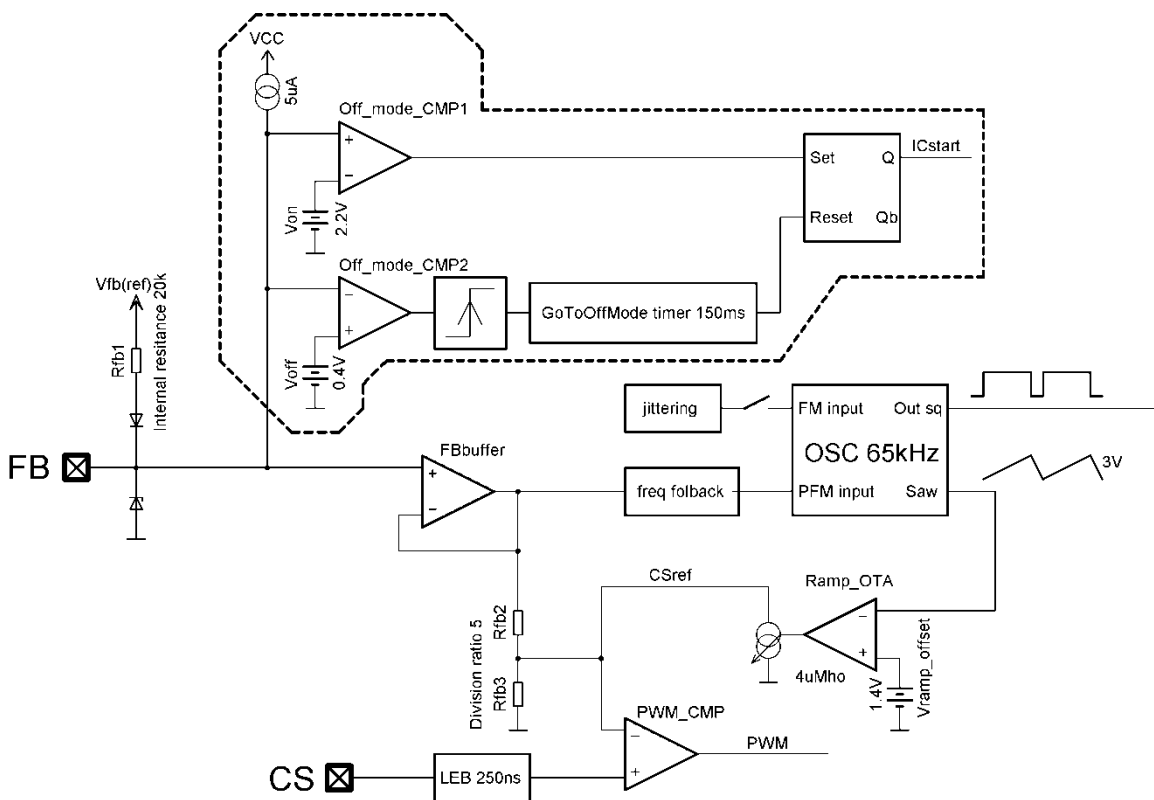 VCC
5uA
Off_mode_CMP1
+
−
Von
2.2V
Set
Q
ICstart
Reset
Qb
Off_mode_CMP2
−
+
Voff
0.4V
GoToOffMode timer 150ms
Vfb(ref)
Rfb1
Internal resitance 20k
FB
FBbuffer
+
−
jittering
FM input
Out sq
OSC 65kHz
freq folback
PFM input
Saw
3V
CSref
Ramp_OTA
−
+
4uMho
1.4V
Vramp_offset
Rfb2
Division ratio 5
Rfb3
PWM_CMP
−
+
PWM
CS
LEB 250ns